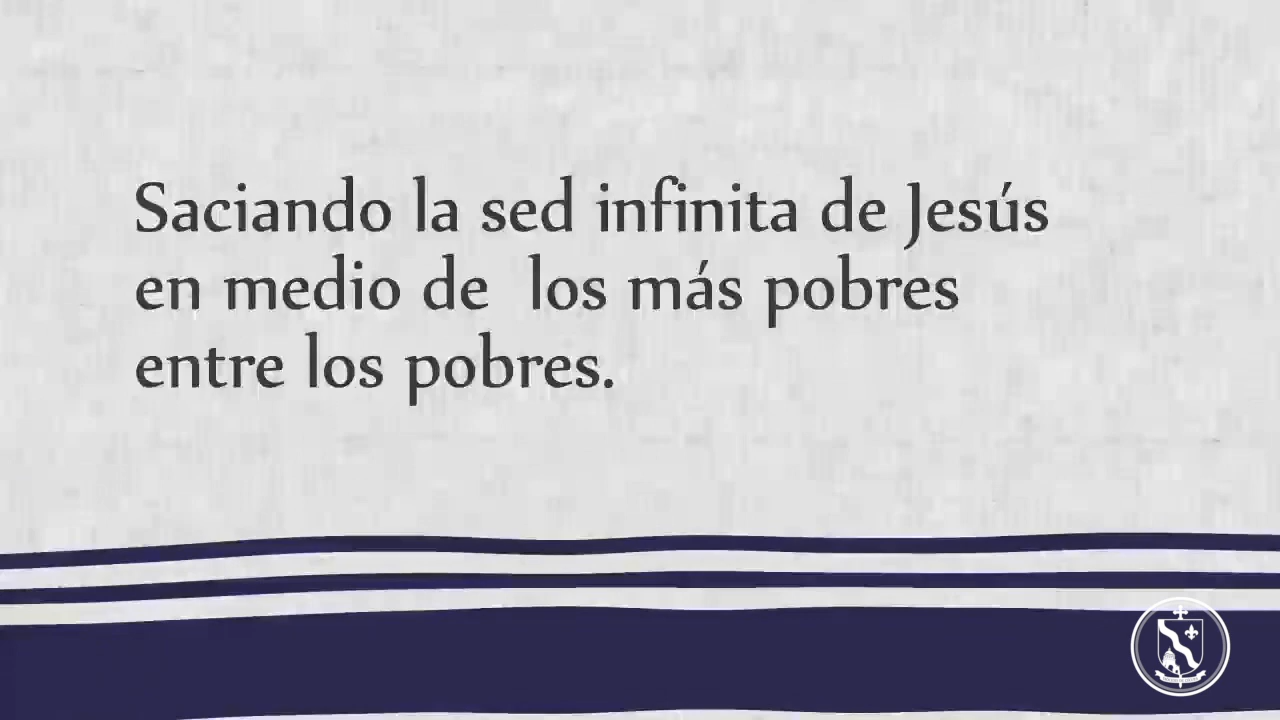 Saciando la sed infinita de Jesús
en medio de  los más pobres
entre los pobres.